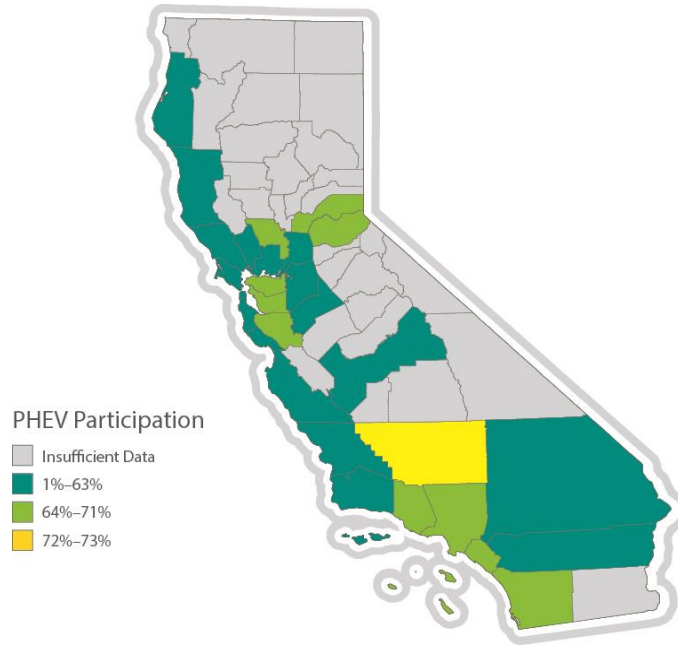 PHEV Participation
Insufficient Data
1%–63%
64%–71%
72%–73%